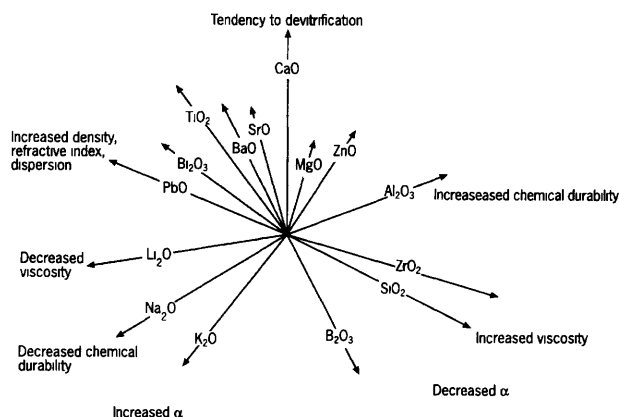 Tendency to devitrification
CaO
TiO₂
SrO
BaO
ZnO
MgO
Increased density,
refractive index,
dispersion
Bi₂O₃
PbO
Al₂O₃
Increaseased chemical durability
Decreased
viscosity
Li₂O
ZrO₂
SiO₂
Na₂O
K₂O
B₂O₃
Increased viscosity
Decreased chemical
durability
Decreased α
Increased α